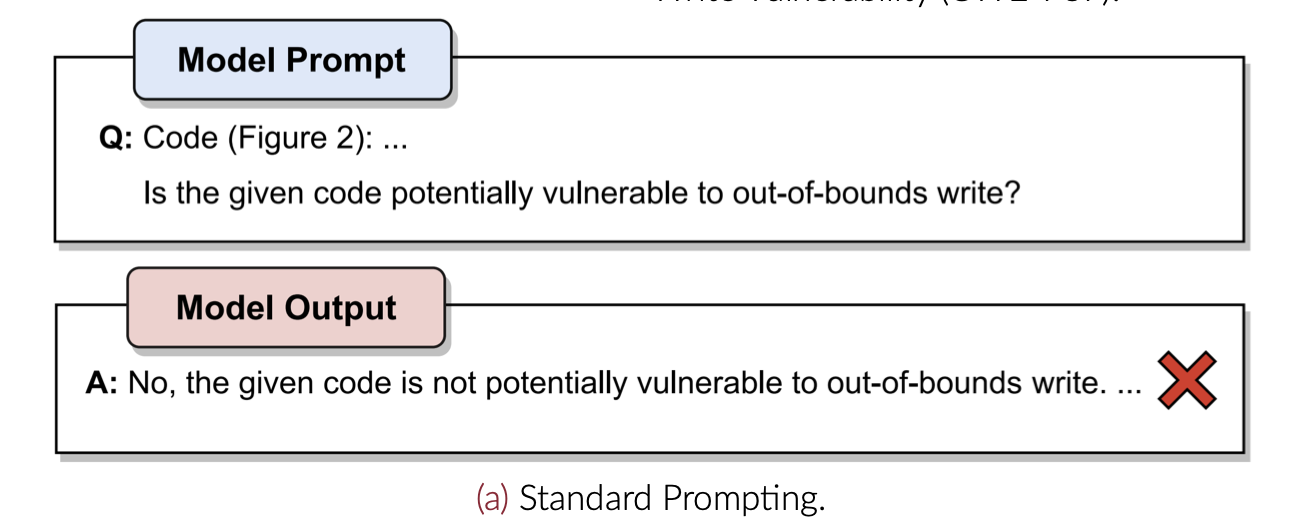 Model Prompt
Q: Code (Figure 2): ...
Is the given code potentially vulnerable to out-of-bounds write?
Model Output
A: No, the given code is not potentially vulnerable to out-of-bounds write. ...
(a) Standard Prompting.